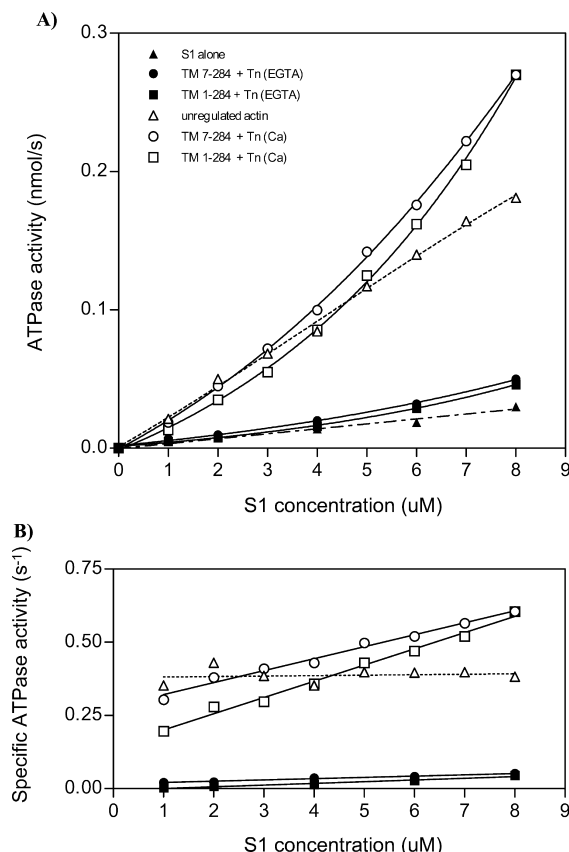 A)
0.3
0.2
0.1
0.0
ATPase activity (nmol/s)
S1 alone
TM 7-284 + Tn (EGTA)
TM 1-284 + Tn (EGTA)
unregulated actin
TM 7-284 + Tn (Ca)
TM 1-284 + Tn (Ca)
0 1 2 3 4 5 6 7 8 9
S1 concentration (uM)
B)
0.75
0.50
0.25
0.00
Specific ATPase activity (s-1)
0 1 2 3 4 5 6 7 8 9
S1 concentration (uM)